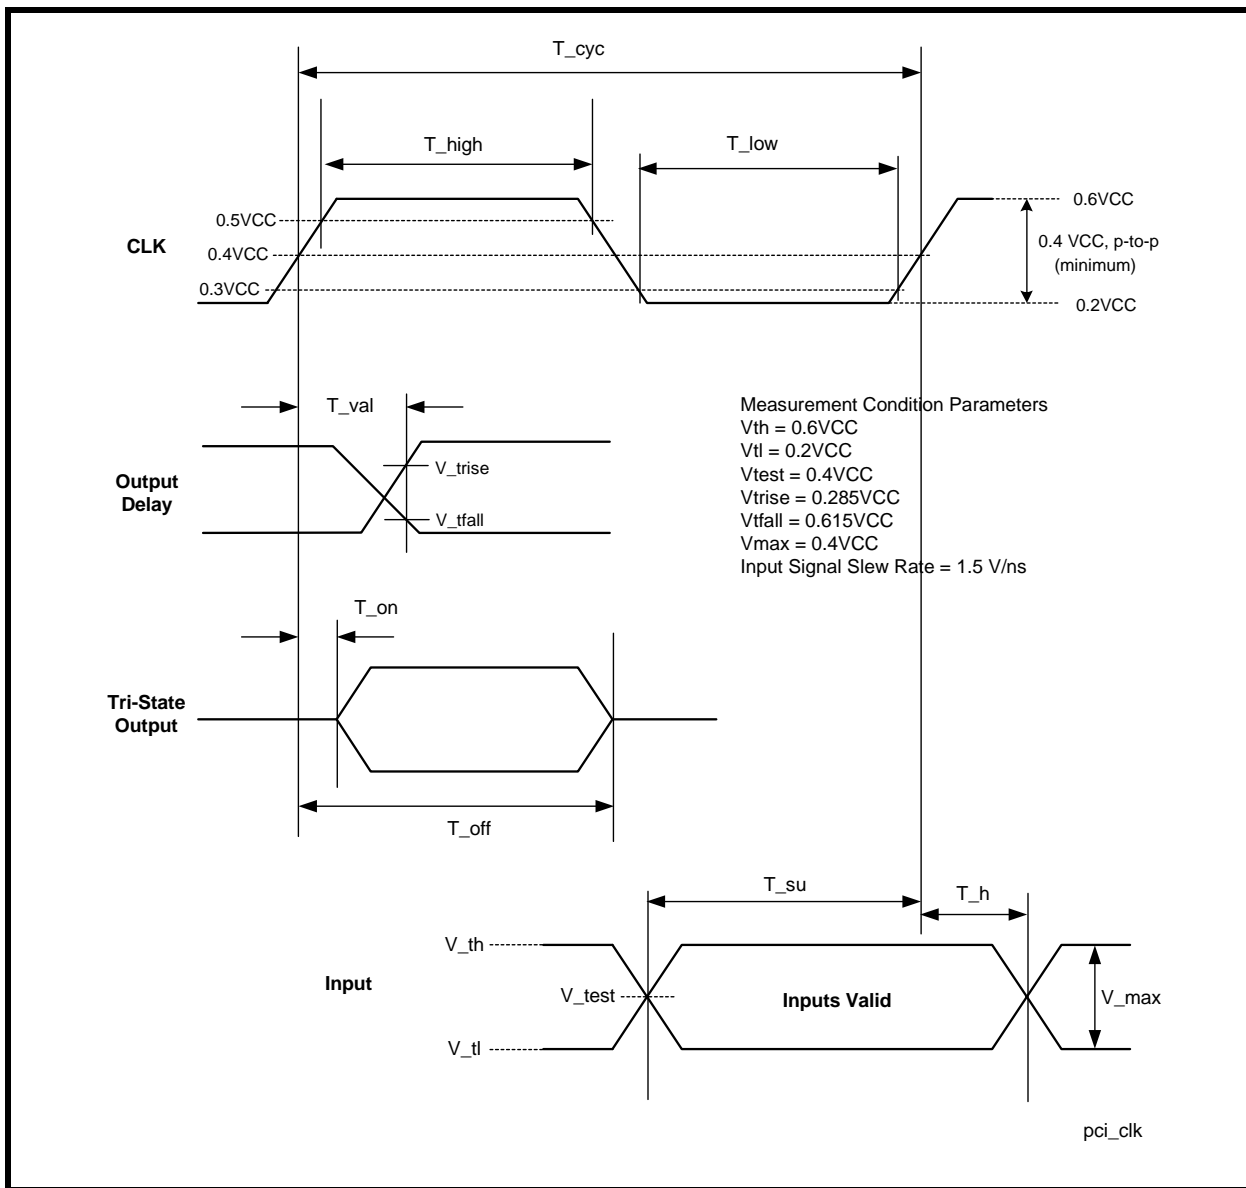 T_cyc
T_high
T_low
0.5VCC
0.6VCC
CLK
0.4VCC
0.4 VCC, p-to-p
(minimum)
0.3VCC
0.2VCC
T_val
Measurement Condition Parameters
Vth = 0.6VCC
Vtl = 0.2VCC
Vtest = 0.4VCC
Vtrise = 0.285VCC
Vtfall = 0.615VCC
Vmax = 0.4VCC
Input Signal Slew Rate = 1.5 V/ns
Output
Delay
V_trise
V_tfall
T_on
Tri-State
Output
T_off
T_su
T_h
V_th
Input
V_test
Inputs Valid
V_max
V_tl
pci_clk